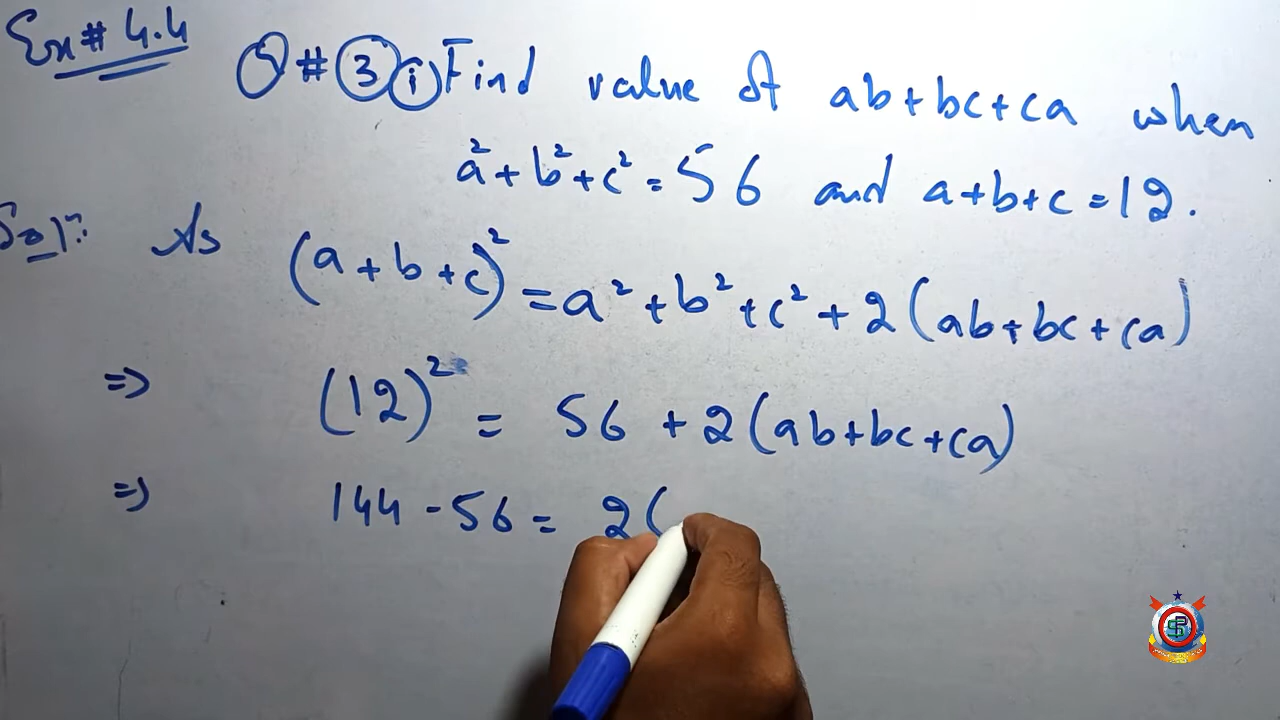 Ex # 4.4
Q # 3 i Find value of ab+bc+ca when
a²+b²+c²=56 and a+b+c=12.
Sol: As (a+b+c)²=a²+b²+c²+2(ab+bc+ca)
=> (12)² = 56 + 2(ab+bc+ca)
=> 144-56= 2(